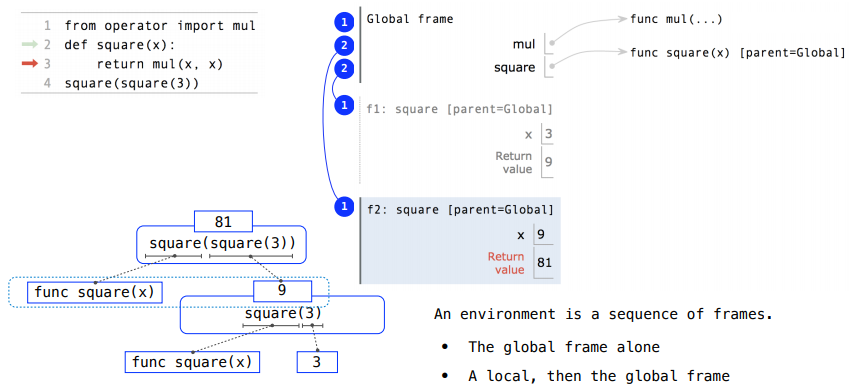 1 from operator import mul
2 def square(x):
3 return mul(x, x)
4 square(square(3))
1 Global frame
2 mul
2 square
func mul(...)
func square(x) [parent=Global]
1 f1: square [parent=Global]
x 3
Return
value 9
1 f2: square [parent=Global]
x 9
Return
value 81
81
square(square(3))
func square(x)
9
square(3)
func square(x)
3
An environment is a sequence of frames.
• The global frame alone
• A local, then the global frame